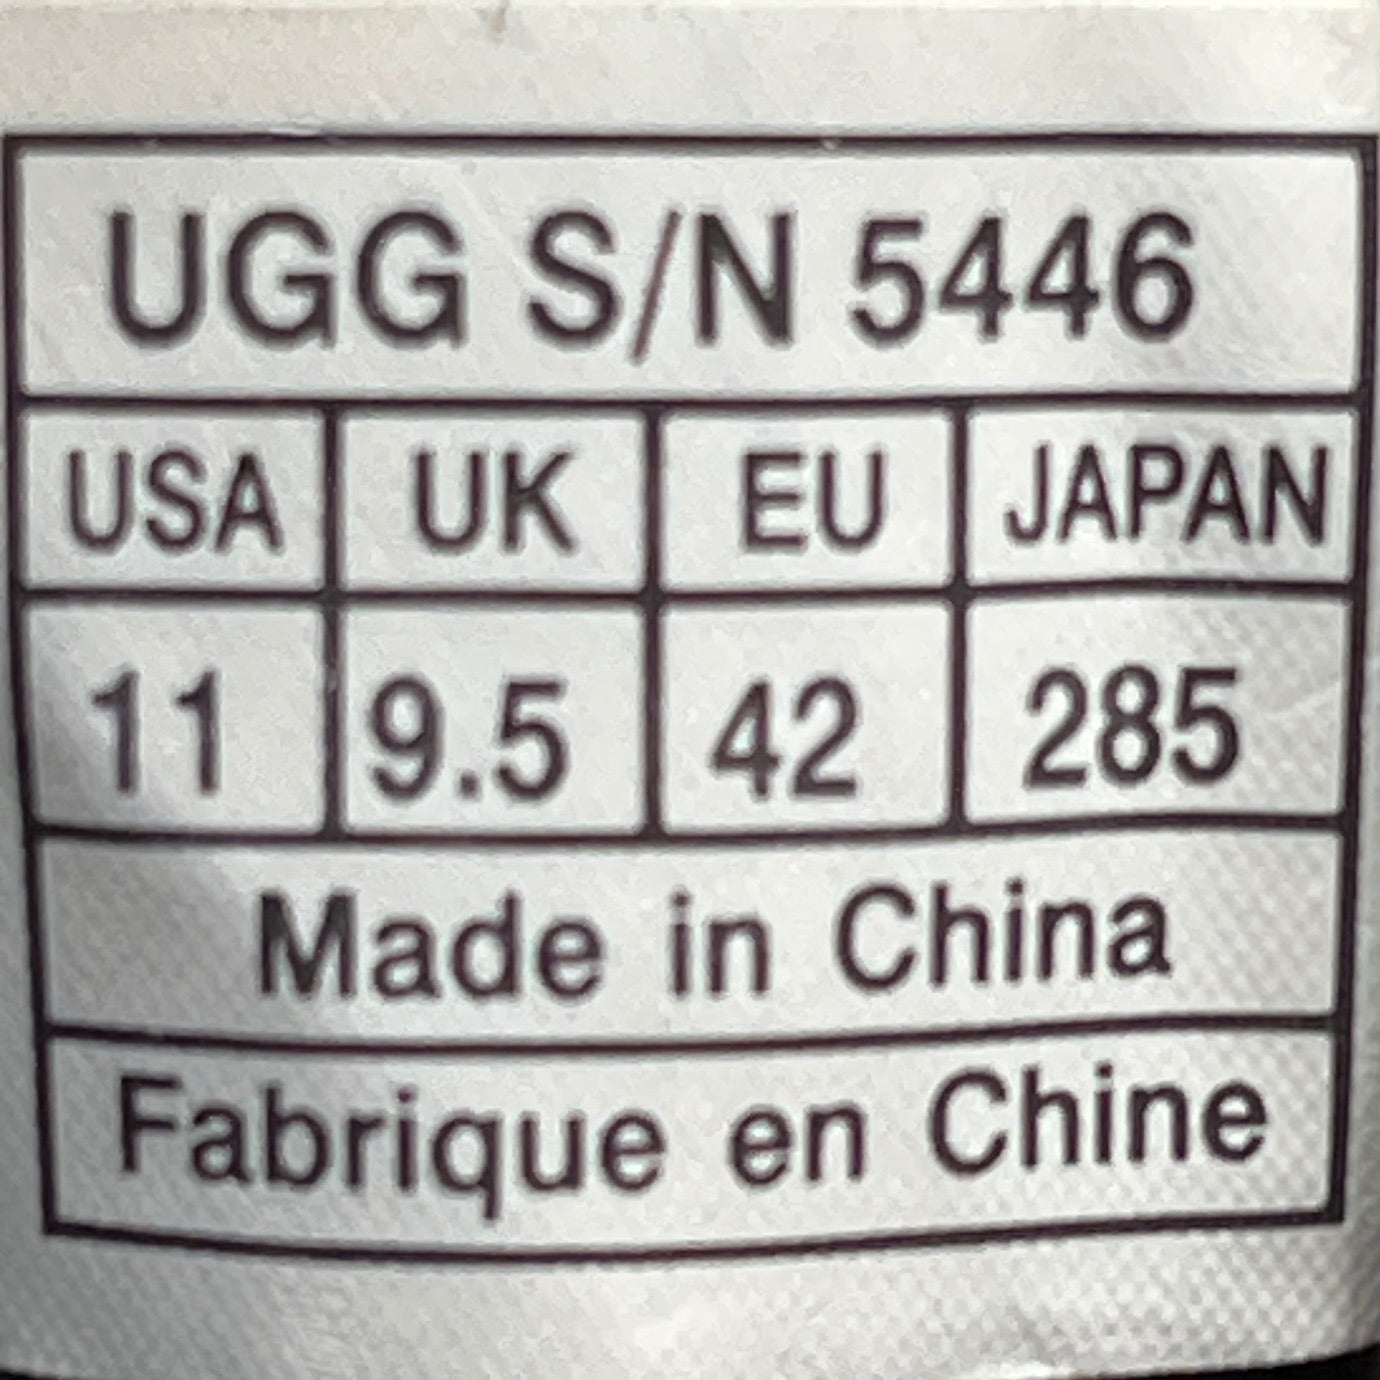 UGG S/N 5446
USA UK EU JAPAN
11 9.5 42 285
Made in China
Fabrique en Chine